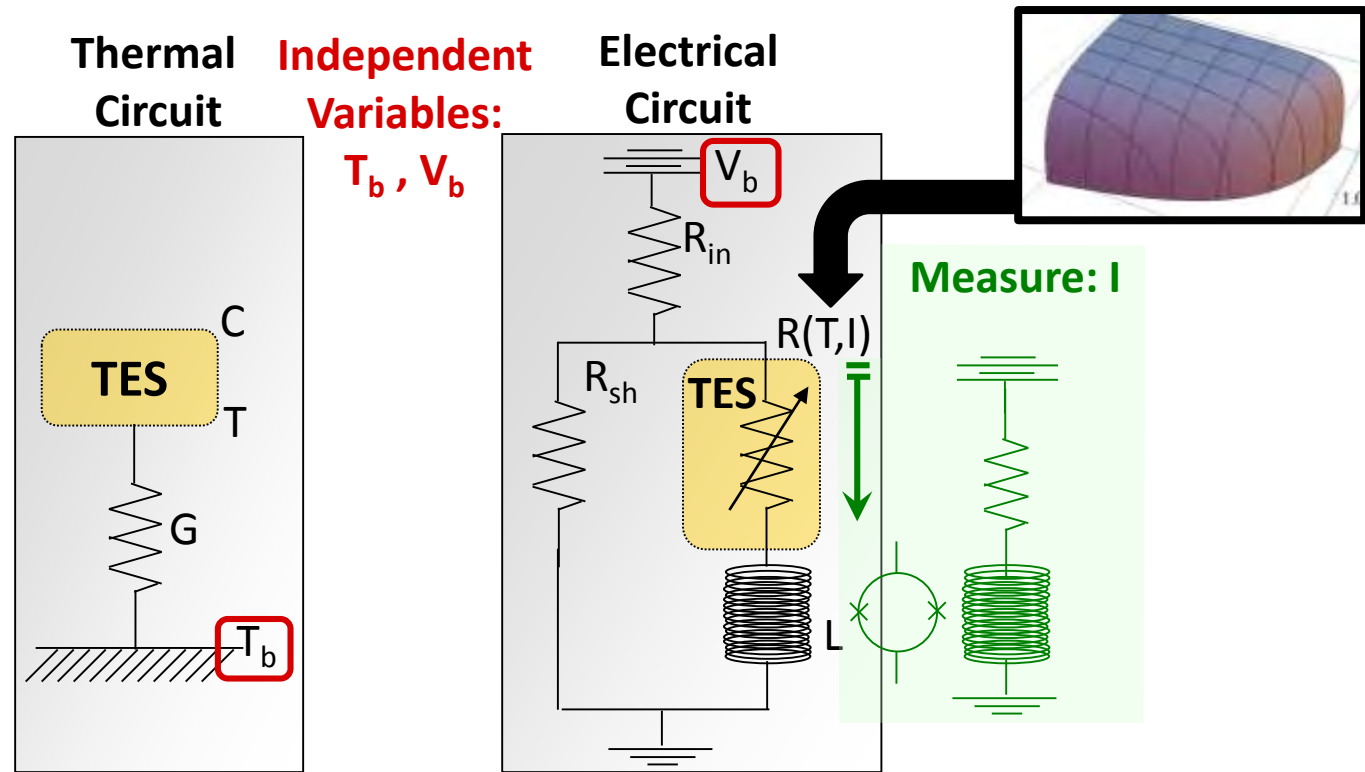 Thermal
Circuit
Independent
Variables:
T_b , V_b
Electrical
Circuit
V_b
R_in
R(T,I)
Measure: I
R_sh
TES
C
TES
T
G
T_b
L